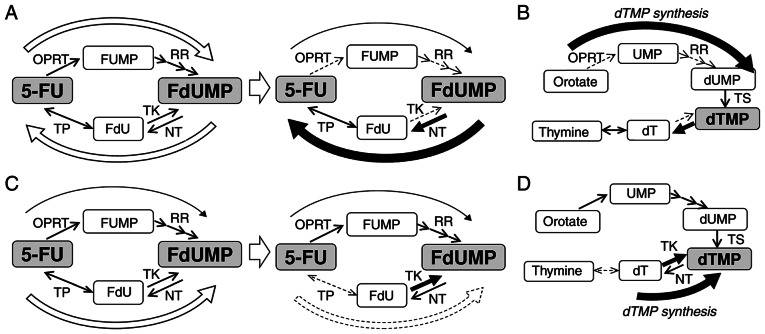 A
OPRT
FUMP
RR
5-FU
FdUMP
TK
TP
FdU
NT
OPRT
FUMP
RR
5-FU
FdUMP
TK
TP
FdU
NT
B
dTMP synthesis
OPRT
UMP
RR
Orotate
dUMP
TS
Thymine
dT
dTMP
C
OPRT
FUMP
RR
5-FU
FdUMP
TK
TP
FdU
NT
OPRT
FUMP
RR
5-FU
FdUMP
TK
TP
FdU
NT
D
UMP
Orotate
dUMP
TK
TS
Thymine
dT
dTMP
NT
dTMP synthesis